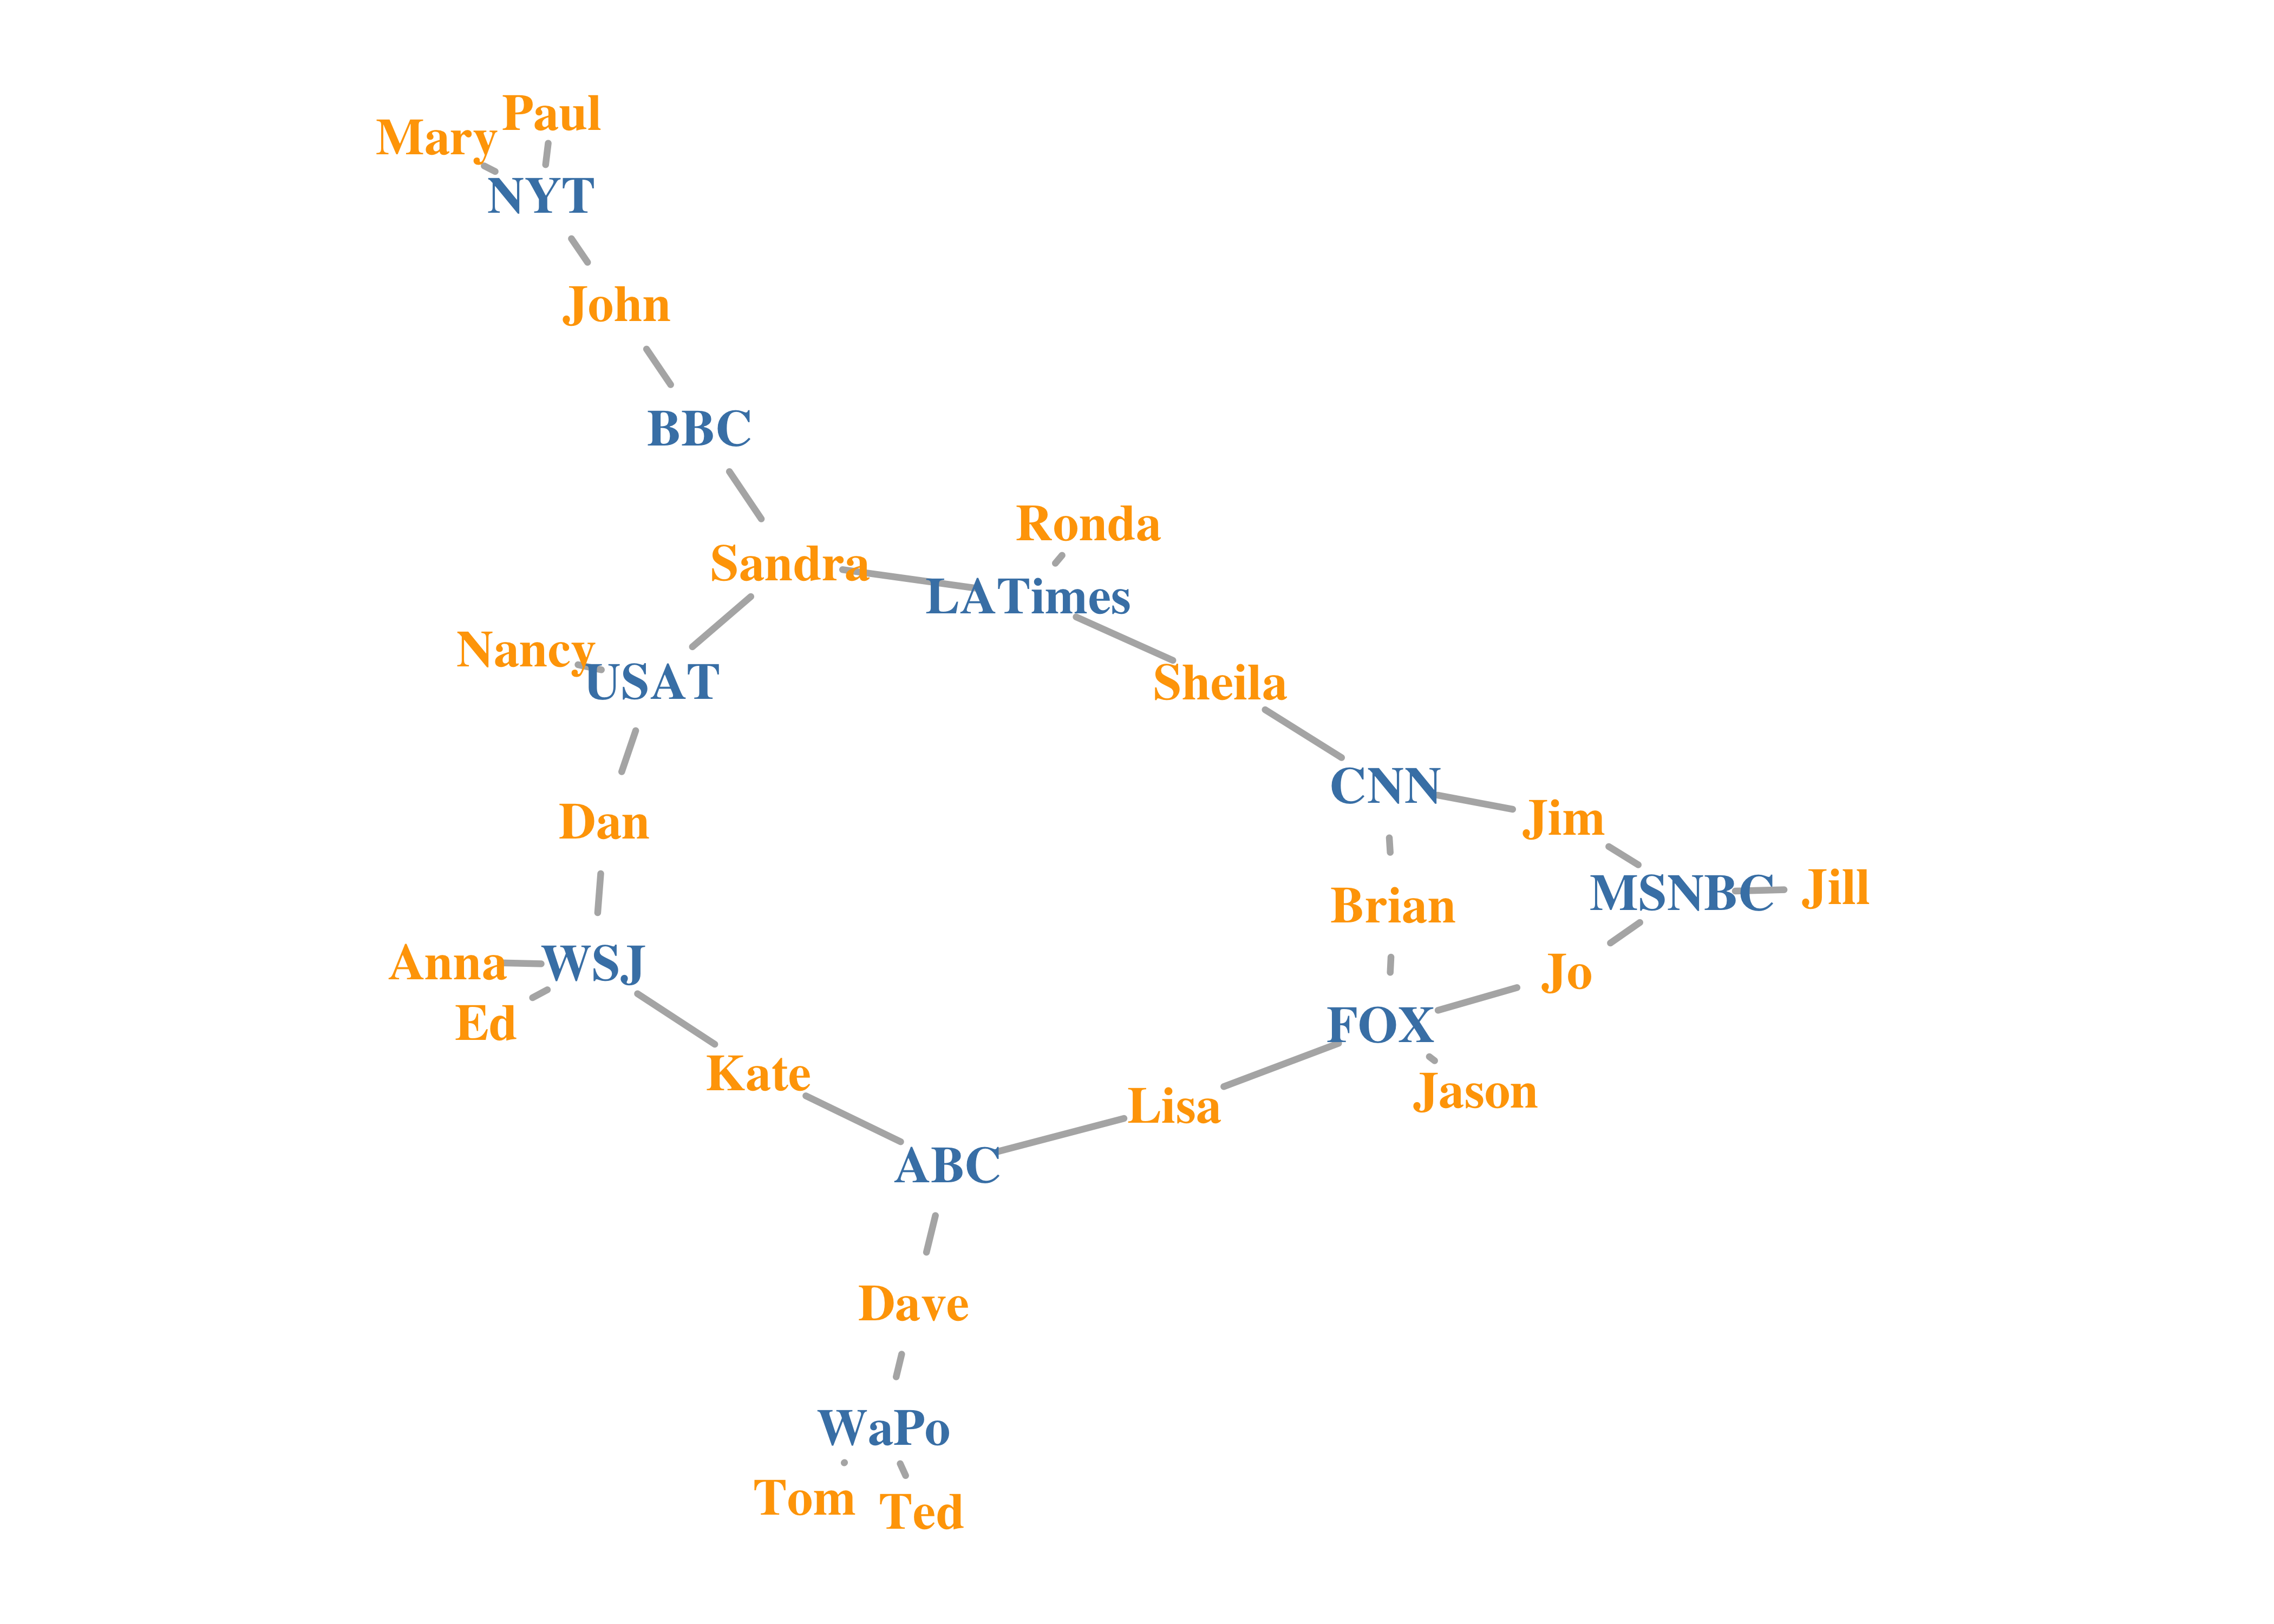 Paul
Mary
NYT
John
BBC
Ronda
Sandra
LATimes
Nancy
USAT
Sheila
CNN
Jim
Dan
MSNBC
Jill
Brian
Anna
WSJ
Jo
Ed
FOX
Kate
Jason
Lisa
ABC
Dave
WaPo
Tom
Ted